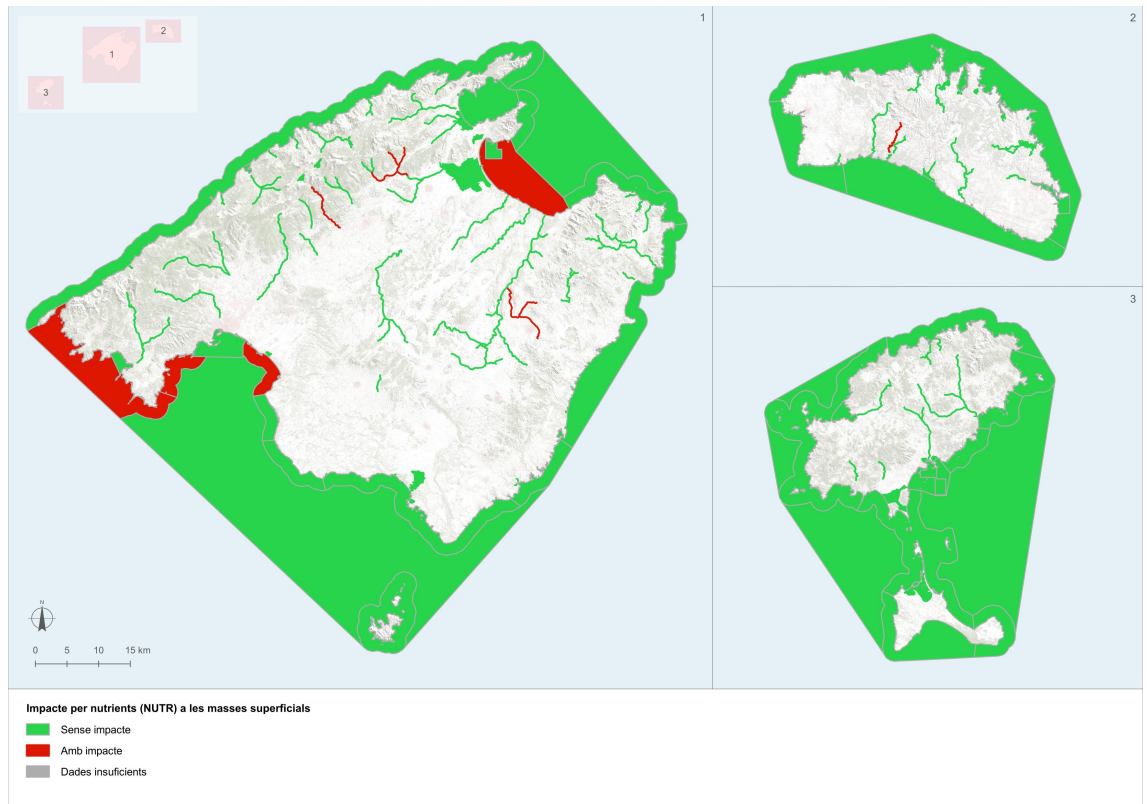 1
2
1
2
3
3
N
0 5 10 15 km
Impacte per nutrients (NUTR) a les masses superficials
Sense impacte
Amb impacte
Dades insuficients